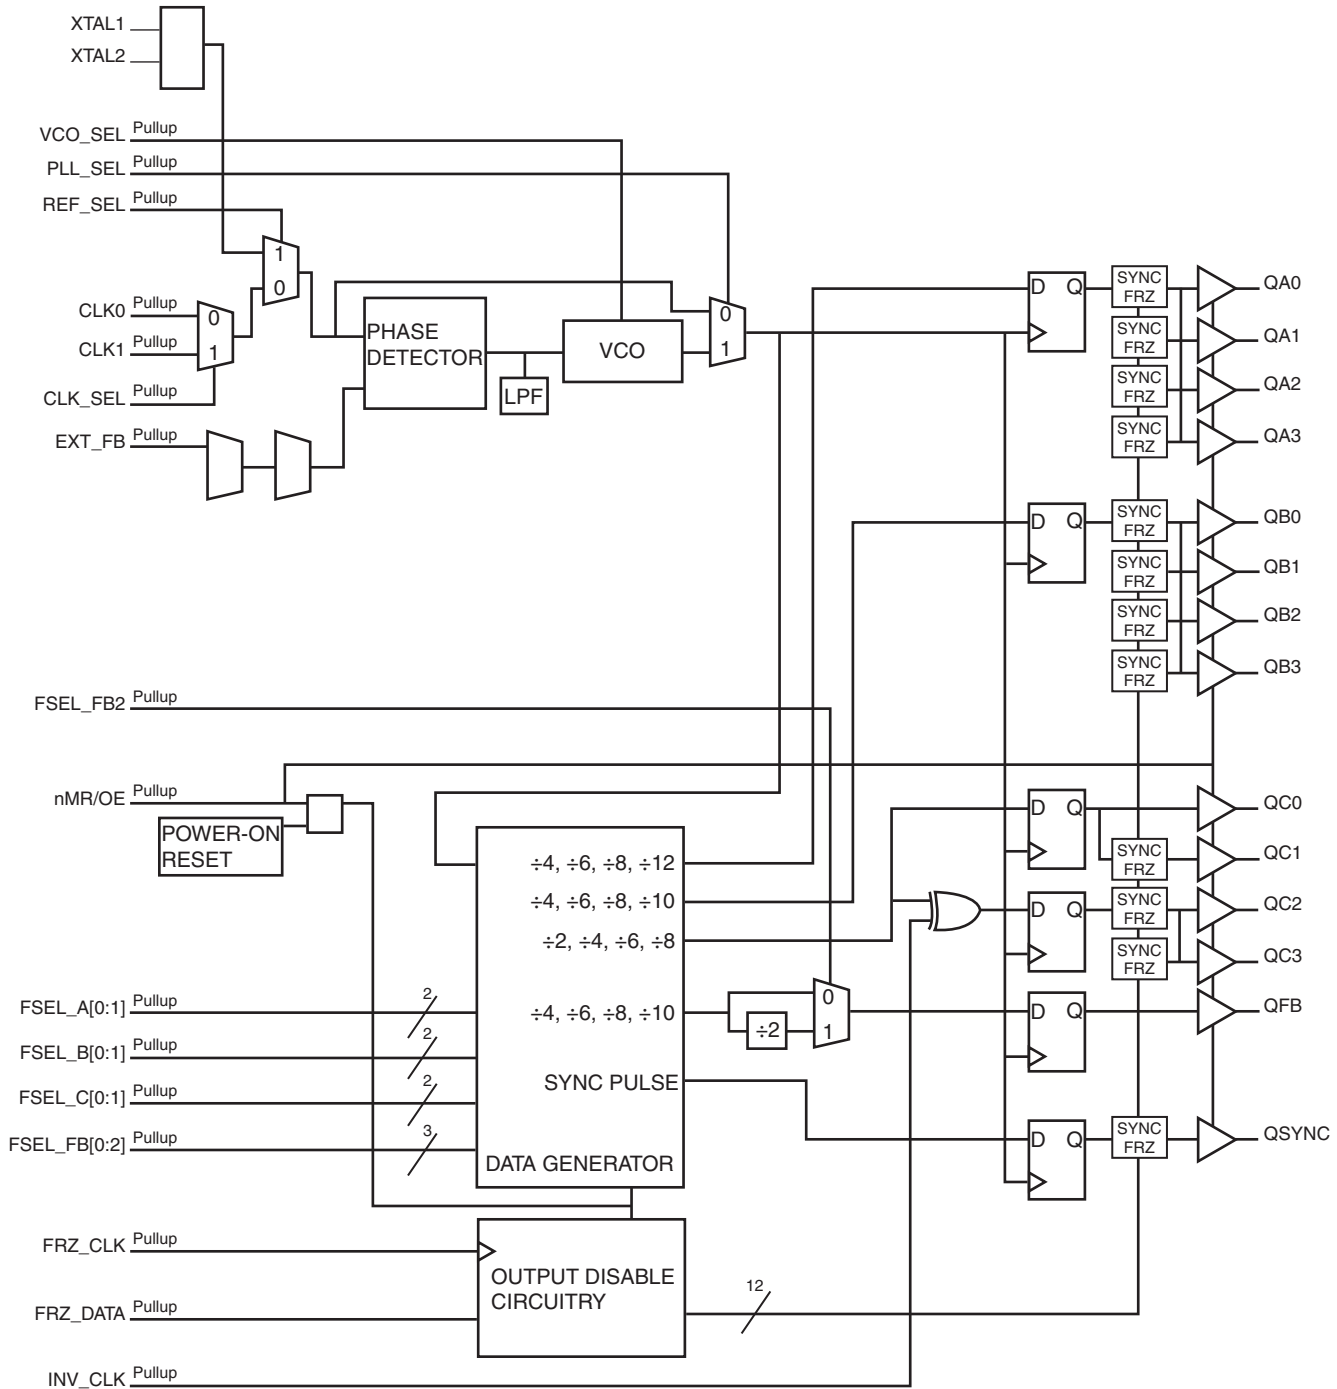 XTAL1
XTAL2
VCO_SEL Pullup
PLL_SEL Pullup
REF_SEL Pullup
1
0
CLK0 Pullup
0
CLK1 Pullup
1
CLK_SEL Pullup
EXT_FB Pullup
PHASE
DETECTOR
LPF
VCO
0
1
D Q
SYNC
FRZ
QA0
SYNC
FRZ
QA1
SYNC
FRZ
QA2
SYNC
FRZ
QA3
D Q
SYNC
FRZ
QB0
SYNC
FRZ
QB1
SYNC
FRZ
QB2
SYNC
FRZ
QB3
FSEL_FB2 Pullup
nMR/OE Pullup
POWER-ON
RESET
÷4, ÷6, ÷8, ÷12
÷4, ÷6, ÷8, ÷10
÷2, ÷4, ÷6, ÷8
÷4, ÷6, ÷8, ÷10
SYNC PULSE
DATA GENERATOR
0
÷2
1
D Q
QC0
SYNC
FRZ
QC1
D Q
SYNC
FRZ
QC2
SYNC
FRZ
QC3
D Q
QFB
D Q
SYNC
FRZ
QSYNC
FSEL_A[0:1] Pullup
2
FSEL_B[0:1] Pullup
2
FSEL_C[0:1] Pullup
2
FSEL_FB[0:2] Pullup
3
FRZ_CLK Pullup
OUTPUT DISABLE
CIRCUITRY
12
FRZ_DATA Pullup
INV_CLK Pullup